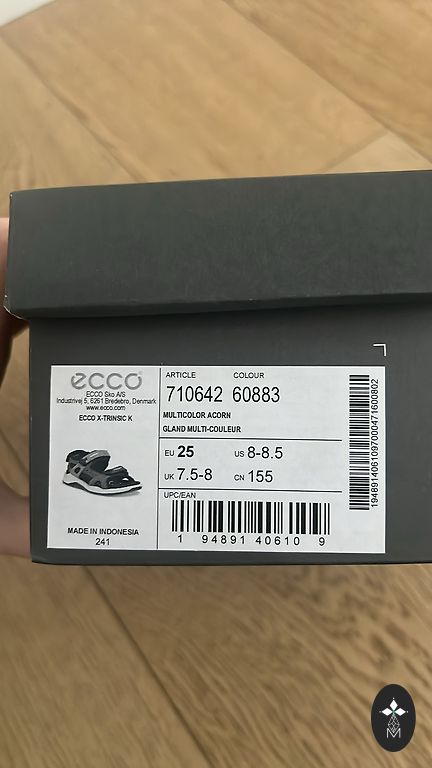 ecco
ECCO Sko A/S
Industrivej 5, 6261 Bredebro, Denmark
www.ecco.com
ECCO X-TRINSIC K
MADE IN INDONESIA
241
ARTICLE COLOUR
710642 60883
MULTICOLOR ACORN
GLAND MULTI-COULEUR
EU 25 US 8-8.5
UK 7.5-8 CN 155
UPC/EAN
1 94891 40610 9
1948914061097000471600802
M